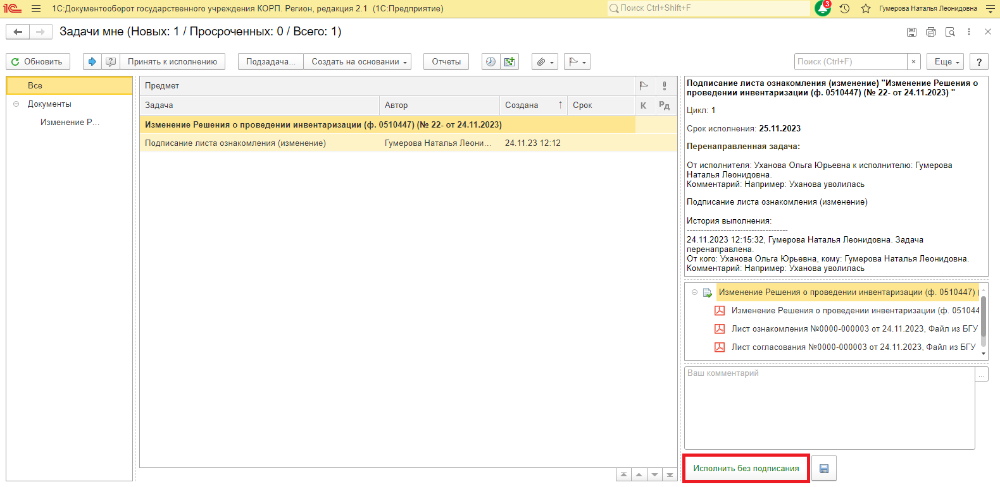 1С:Документооборот государственного учреждения КОРП. Регион, редакция 2.1 (1С:Предприятие)
Поиск Ctrl+Shift+F
3
Гумерова Наталья Леонидовна
Задачи мне (Новых: 1 / Просроченных: 0 / Всего: 1)
Обновить
Принять к исполнению
Подзадача...
Создать на основании
Отчеты
Поиск (Ctrl+F)
×
Еще
?
Все
Документы
Изменение Р...
Предмет
Задача
Автор
Создана ↑
Срок
К
Рд
Изменение Решения о проведении инвентаризации (ф. 0510447) (№ 22- от 24.11.2023)
Подписание листа ознакомления (изменение)
Гумерова Наталья Леони...
24.11.23 12:12
Подписание листа ознакомления (изменение) "Изменение Решения о
проведении инвентаризации (ф. 0510447) (№ 22- от 24.11.2023) "
Цикл: 1
Срок исполнения: 25.11.2023
Перенаправленная задача:
От исполнителя: Уханова Ольга Юрьевна к исполнителю: Гумерова
Наталья Леонидовна.
Комментарий: Например: Уханова уволилась
Подписание листа ознакомления (изменение)
История выполнения:
------------------------------------
24.11.2023 12:15:32, Гумерова Наталья Леонидовна. Задача
перенаправлена.
От кого: Уханова Ольга Юрьевна, кому: Гумерова Наталья Леонидовна.
Комментарий: Например: Уханова уволилась
Изменение Решения о проведении инвентаризации (ф. 0510447) (
Изменение Решения о проведении инвентаризации (ф. 051044
Лист ознакомления №0000-000003 от 24.11.2023, Файл из БГУ
Лист согласования №0000-000003 от 24.11.2023, Файл из БГУ
Ваш комментарий
...
Исполнить без подписания